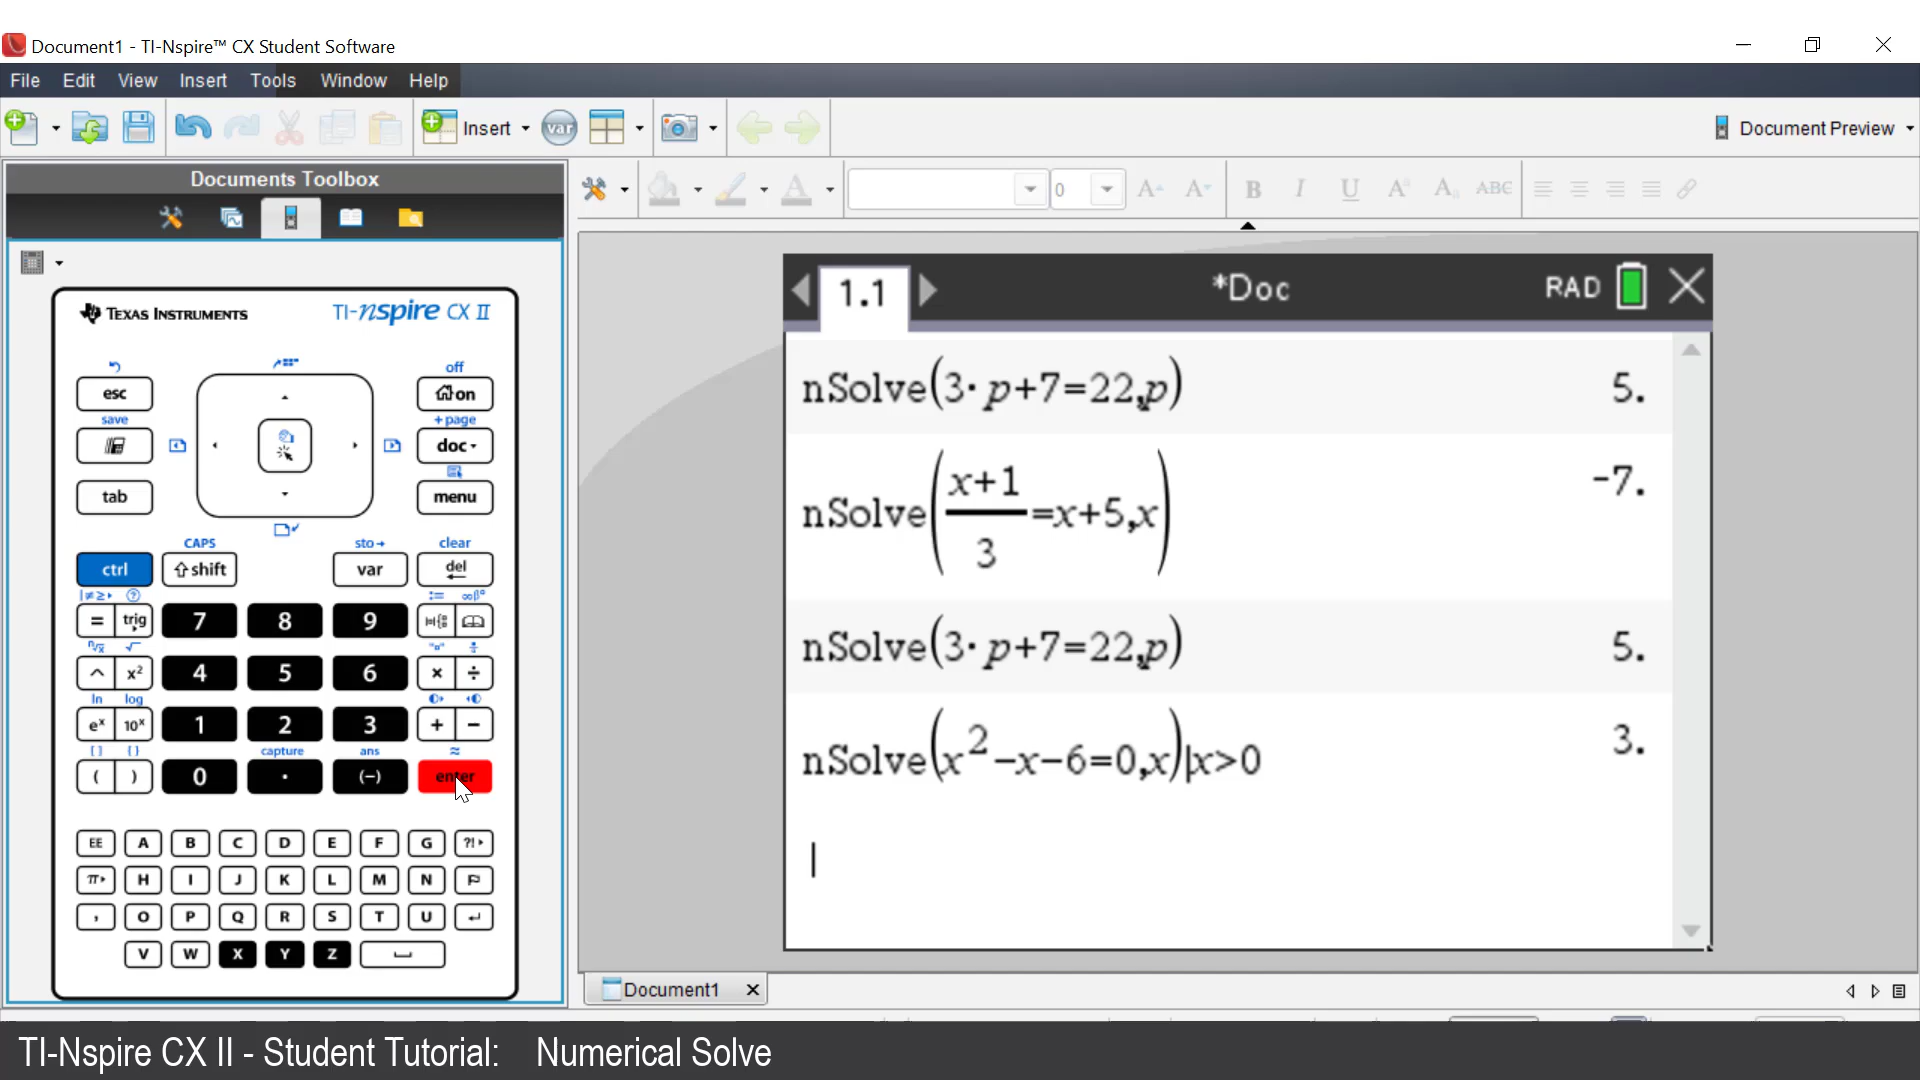 Document1 - TI-Nspire™ CX Student Software
File Edit View Insert Tools Window Help
Insert var Document Preview
Documents Toolbox
0 A A B I U A A ABC
1.1 *Doc RAD
TEXAS INSTRUMENTS TI-nspire CX II
off
esc on
save +page
doc
tab menu
CAPS sto→ clear
ctrl shift var del
|≠≥▸ ? := ∞β°
= trig 7 8 9
ⁿ√x √ "▫"
^ x² 4 5 6 × ÷
ln log
eˣ 10ˣ 1 2 3 + −
[ ] { } capture ans ≈
( ) 0 . (−) enter
EE A B C D E F G ?!▸
π▸ H I J K L M N
, O P Q R S T U ↵
V W X Y Z
nSolve(3· p+7=22,p) 5.
nSolve((x+1)/3=x+5,x) -7.
nSolve(3· p+7=22,p) 5.
nSolve(x²−x−6=0,x)|x>0 3.
Document1
TI-Nspire CX II - Student Tutorial: Numerical Solve